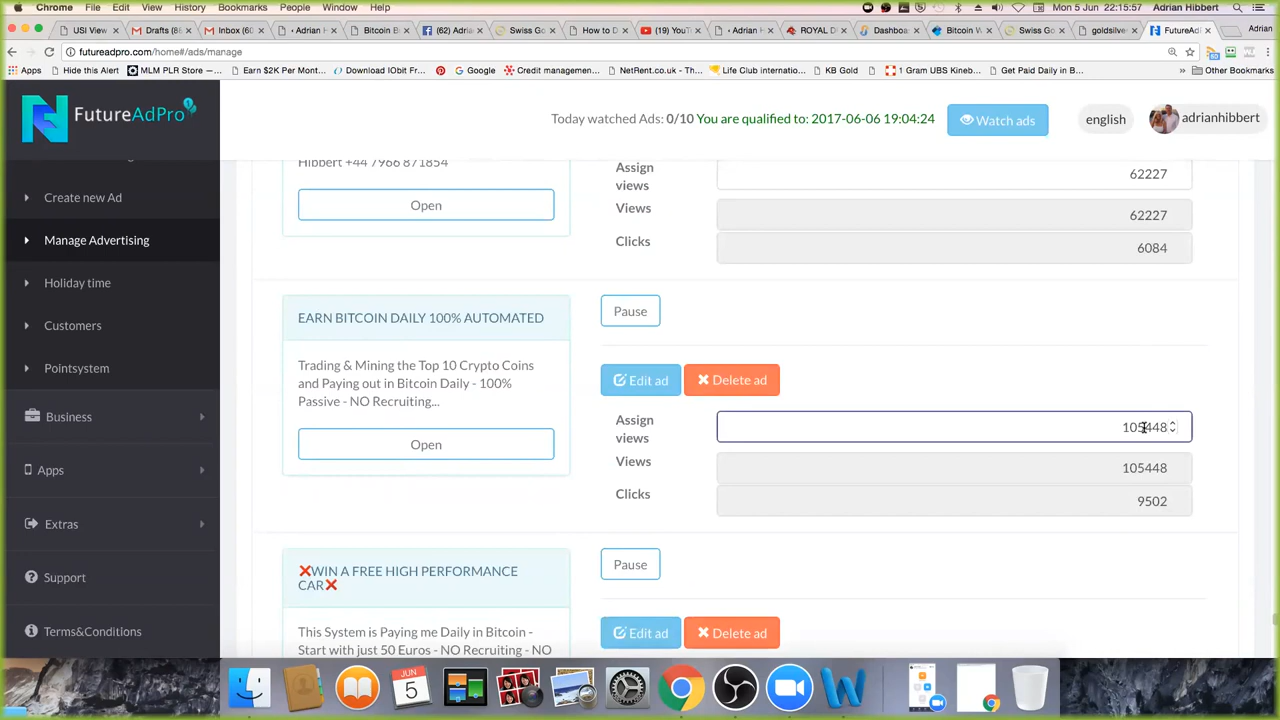 Chrome File Edit View History Bookmarks People Window Help
Mon 5 Jun 22:15:57 Adrian Hibbert
USI View
Drafts (8
Inbox (60
Adrian H
Bitcoin B
(62) Adria
Swiss Go
How to D
(19) YouT
Adrian H
ROYAL D
Dashboa
Bitcoin W
Swiss Go
goldsilver
FutureAdP
Adrian
futureadpro.com/home#/ads/manage
Apps
Hide this Alert
MLM PLR Store —
Earn $2K Per Mont...
Download IObit Fr
Google
Credit managemen...
NetRent.co.uk - Th...
Life Club internatio...
KB Gold
1 Gram UBS Kineb...
Get Paid Daily in B...
Other Bookmarks
FutureAdPro
Today watched Ads: 0/10 You are qualified to: 2017-06-06 19:04:24
Watch ads
english
adrianhibbert
Create new Ad
Manage Advertising
Holiday time
Customers
Pointsystem
Business
Apps
Extras
Support
Terms&Conditions
Hibbert +44 7966 871854
Open
Assign views
62227
Views
62227
Clicks
6084
EARN BITCOIN DAILY 100% AUTOMATED
Trading & Mining the Top 10 Crypto Coins
and Paying out in Bitcoin Daily - 100%
Passive - NO Recruiting...
Open
Pause
Edit ad
Delete ad
Assign views
105448
Views
105448
Clicks
9502
❌WIN A FREE HIGH PERFORMANCE
CAR❌
This System is Paying me Daily in Bitcoin -
Start with just 50 Euros - NO Recruiting - NO
Pause
Edit ad
Delete ad
JUN
5